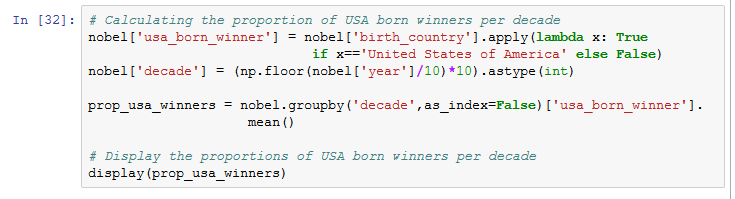 In [32]: # Calculating the proportion of USA born winners per decade
nobel['usa_born_winner'] = nobel['birth_country'].apply(lambda x: True
if x=='United States of America' else False)
nobel['decade'] = (np.floor(nobel['year']/10)*10).astype(int)
prop_usa_winners = nobel.groupby('decade',as_index=False)['usa_born_winner'].
mean()
# Display the proportions of USA born winners per decade
display(prop_usa_winners)